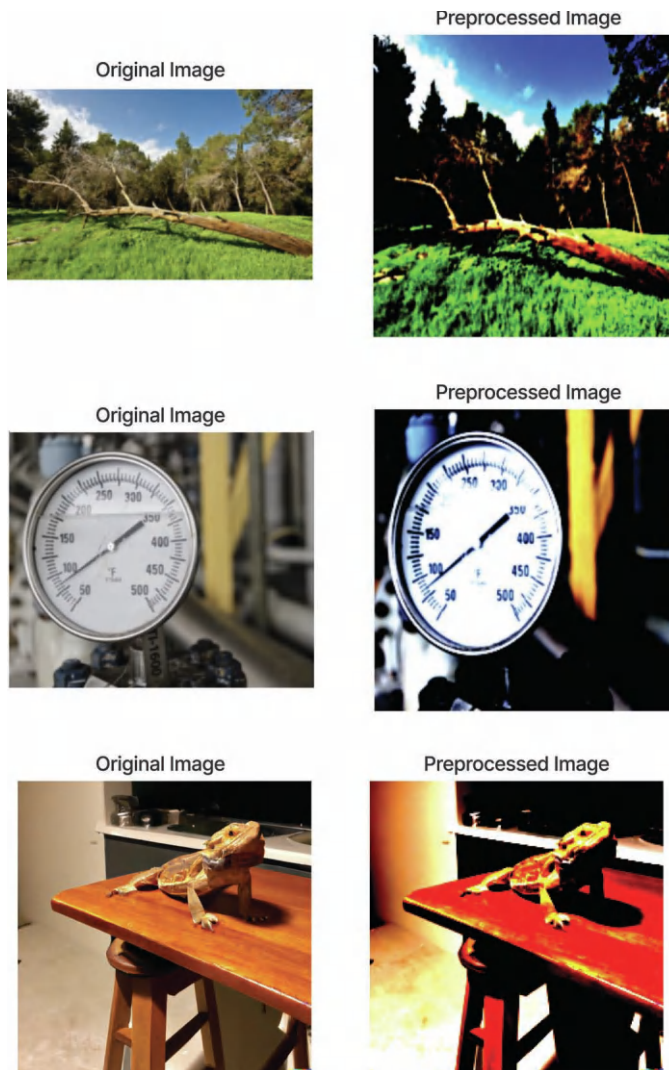 Preprocessed Image
Original Image
Preprocessed Image
Original Image
250 300
200 350
150 400
100 °F 450
50 500
-1600
250 300
350
150 400
100 °F 450
50 500
Original Image Preprocessed Image